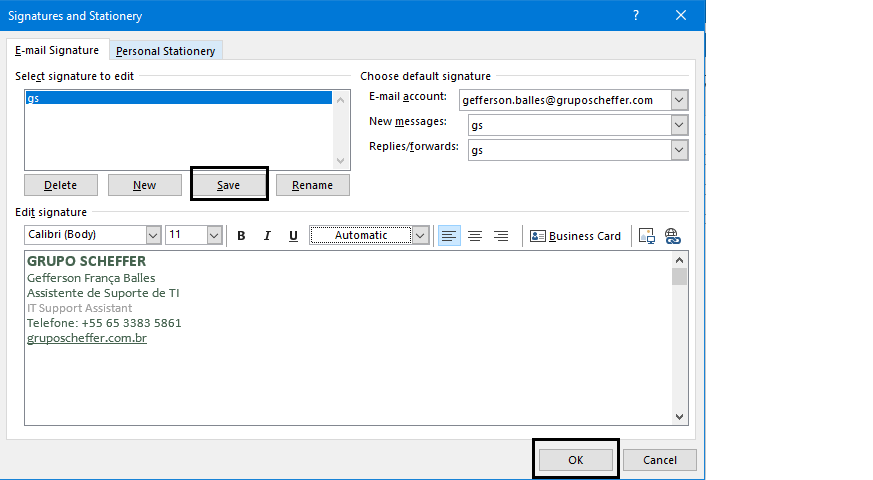 Signatures and Stationery
?
E-mail Signature
Personal Stationery
Select signature to edit
gs
Delete
New
Save
Rename
Choose default signature
E-mail account:
gefferson.balles@gruposcheffer.com
New messages:
gs
Replies/forwards:
gs
Edit signature
Calibri (Body)
11
B
I
U
Automatic
Business Card
GRUPO SCHEFFER
Gefferson França Balles
Assistente de Suporte de TI
IT Support Assistant
Telefone: +55 65 3383 5861
gruposcheffer.com.br
OK
Cancel